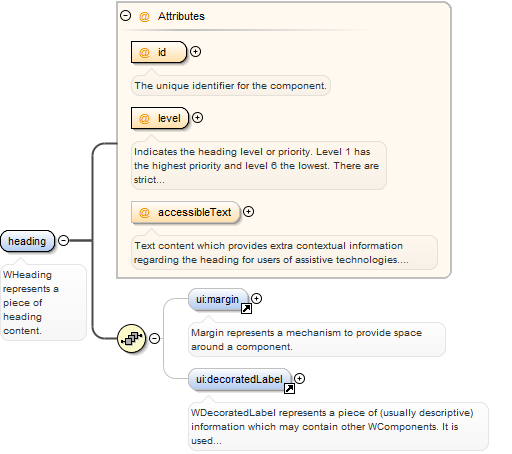 Attributes
@ id
The unique identifier for the component.
@ level
Indicates the heading level or priority. Level 1 has
the highest priority and level 6 the lowest. There are
strict...
@ accessibleText
Text content which provides extra contextual information
regarding the heading for users of assistive technologies....
heading
WHeading
represents a
piece of
heading
content.
ui:margin
Margin represents a mechanism to provide space
around a component.
ui:decoratedLabel
WDecoratedLabel represents a piece of (usually descriptive)
information which may contain other WComponents. It is
used...